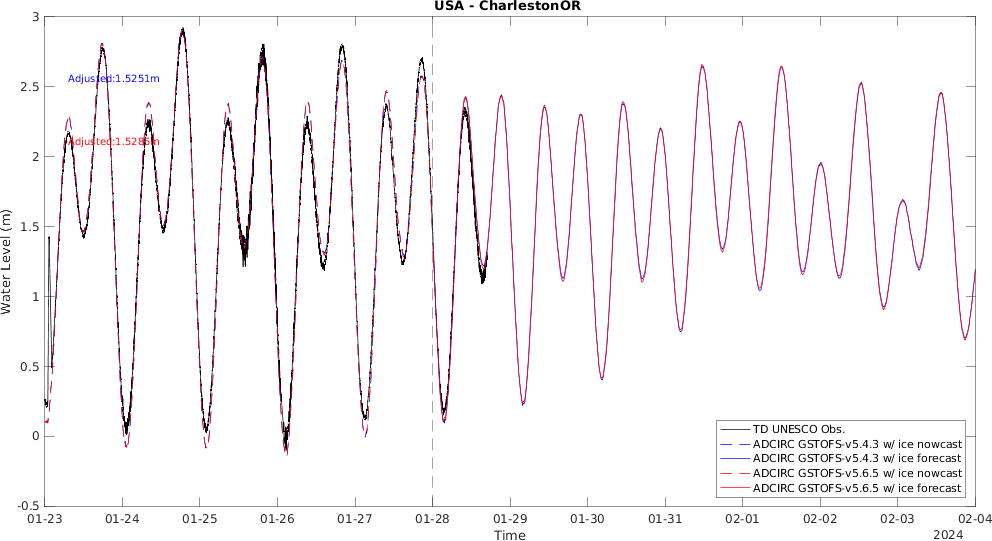 USA - CharlestonOR
3
2.5
2
1.5
1
0.5
0
-0.5
Water Level (m)
Adjusted:1.5251m
Adjusted:1.5286m
TD UNESCO Obs.
ADCIRC GSTOFS-v5.4.3 w/ ice nowcast
ADCIRC GSTOFS-v5.4.3 w/ ice forecast
ADCIRC GSTOFS-v5.6.5 w/ ice nowcast
ADCIRC GSTOFS-v5.6.5 w/ ice forecast
01-23 01-24 01-25 01-26 01-27 01-28 01-29 01-30 01-31 02-01 02-02 02-03 02-04
Time
2024